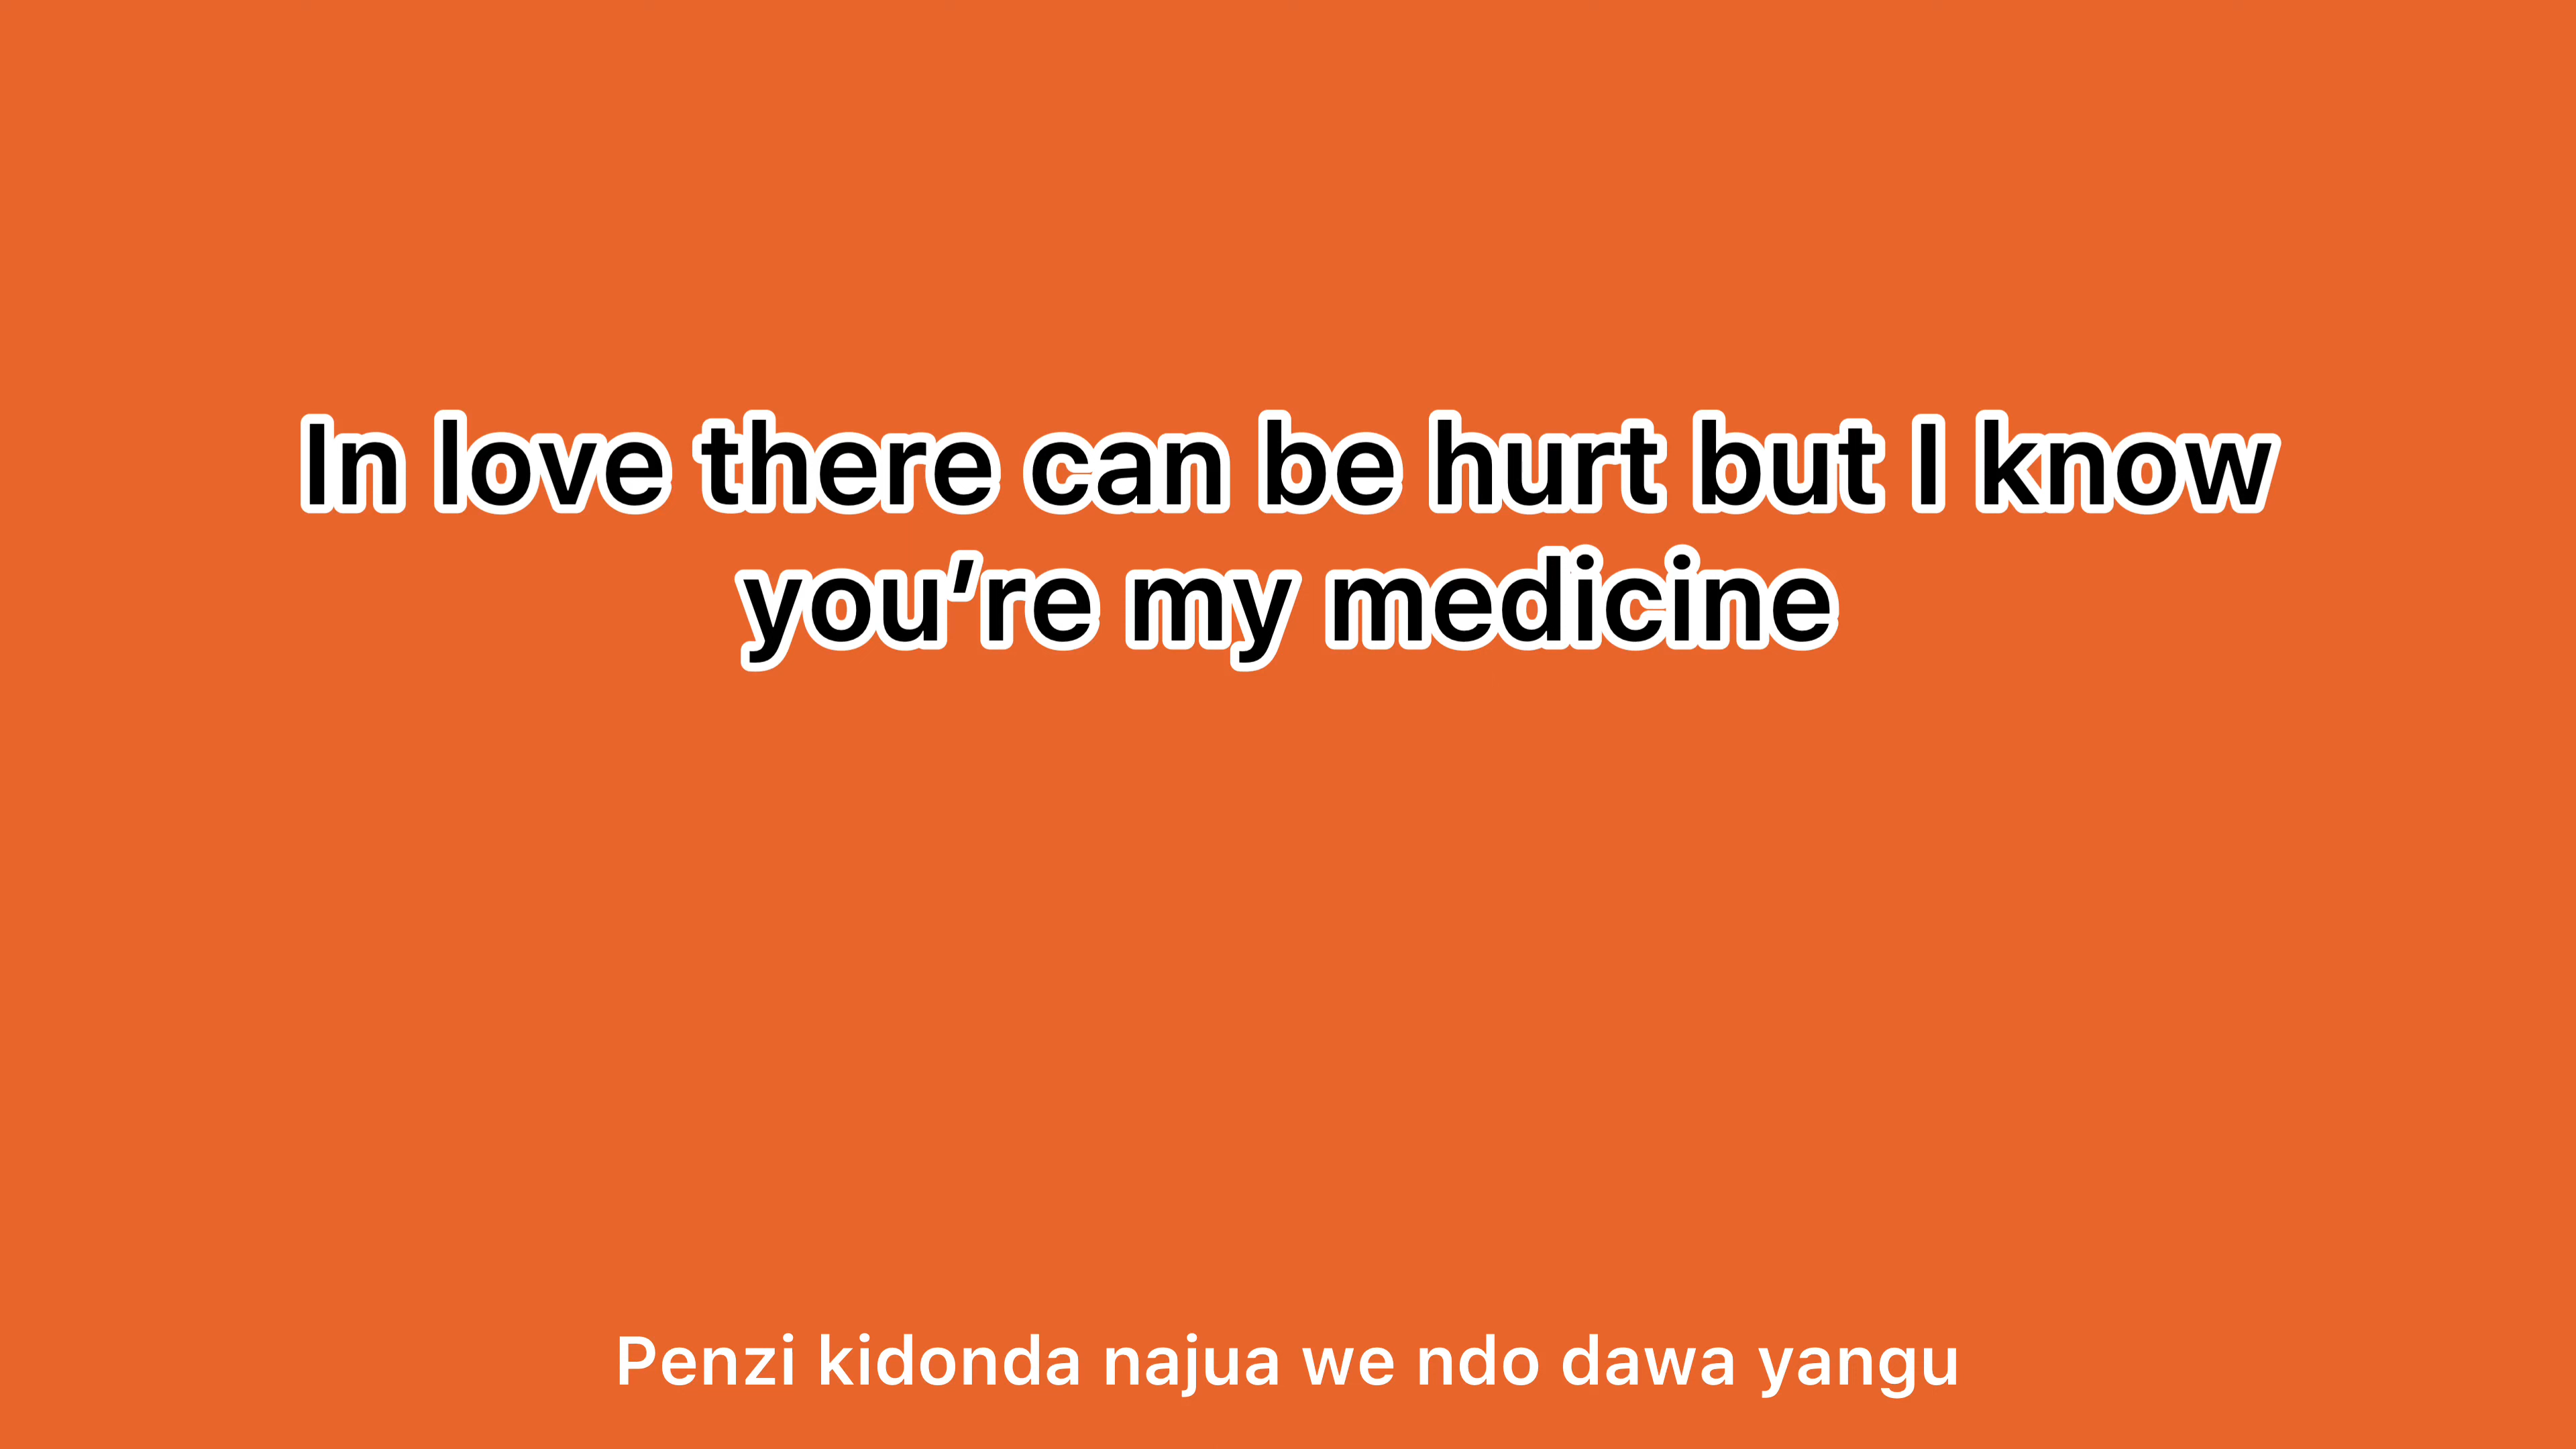 In love there can be hurt but I know
you’re my medicine
Penzi kidonda najua we ndo dawa yangu